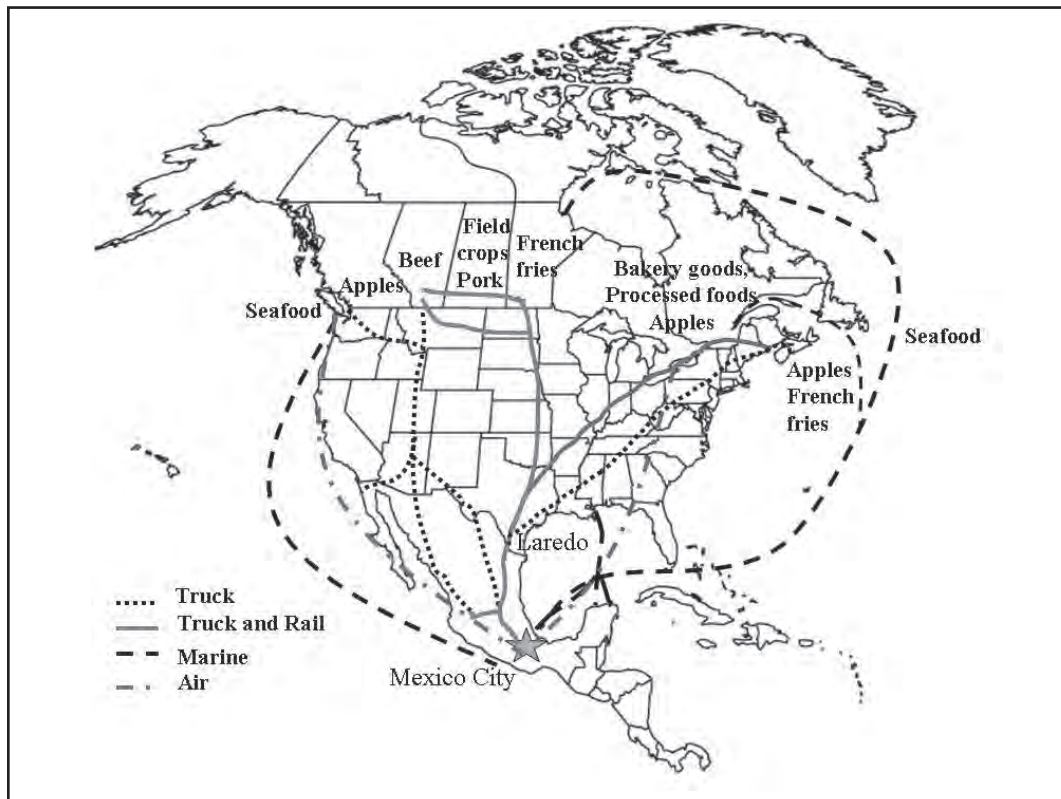 Field
crops
Pork
French
fries
Beef
Apples
Seafood
Bakery goods,
Processed foods
Apples
Seafood
Apples
French
fries
Laredo
Truck
Truck and Rail
Marine
Air
Mexico City